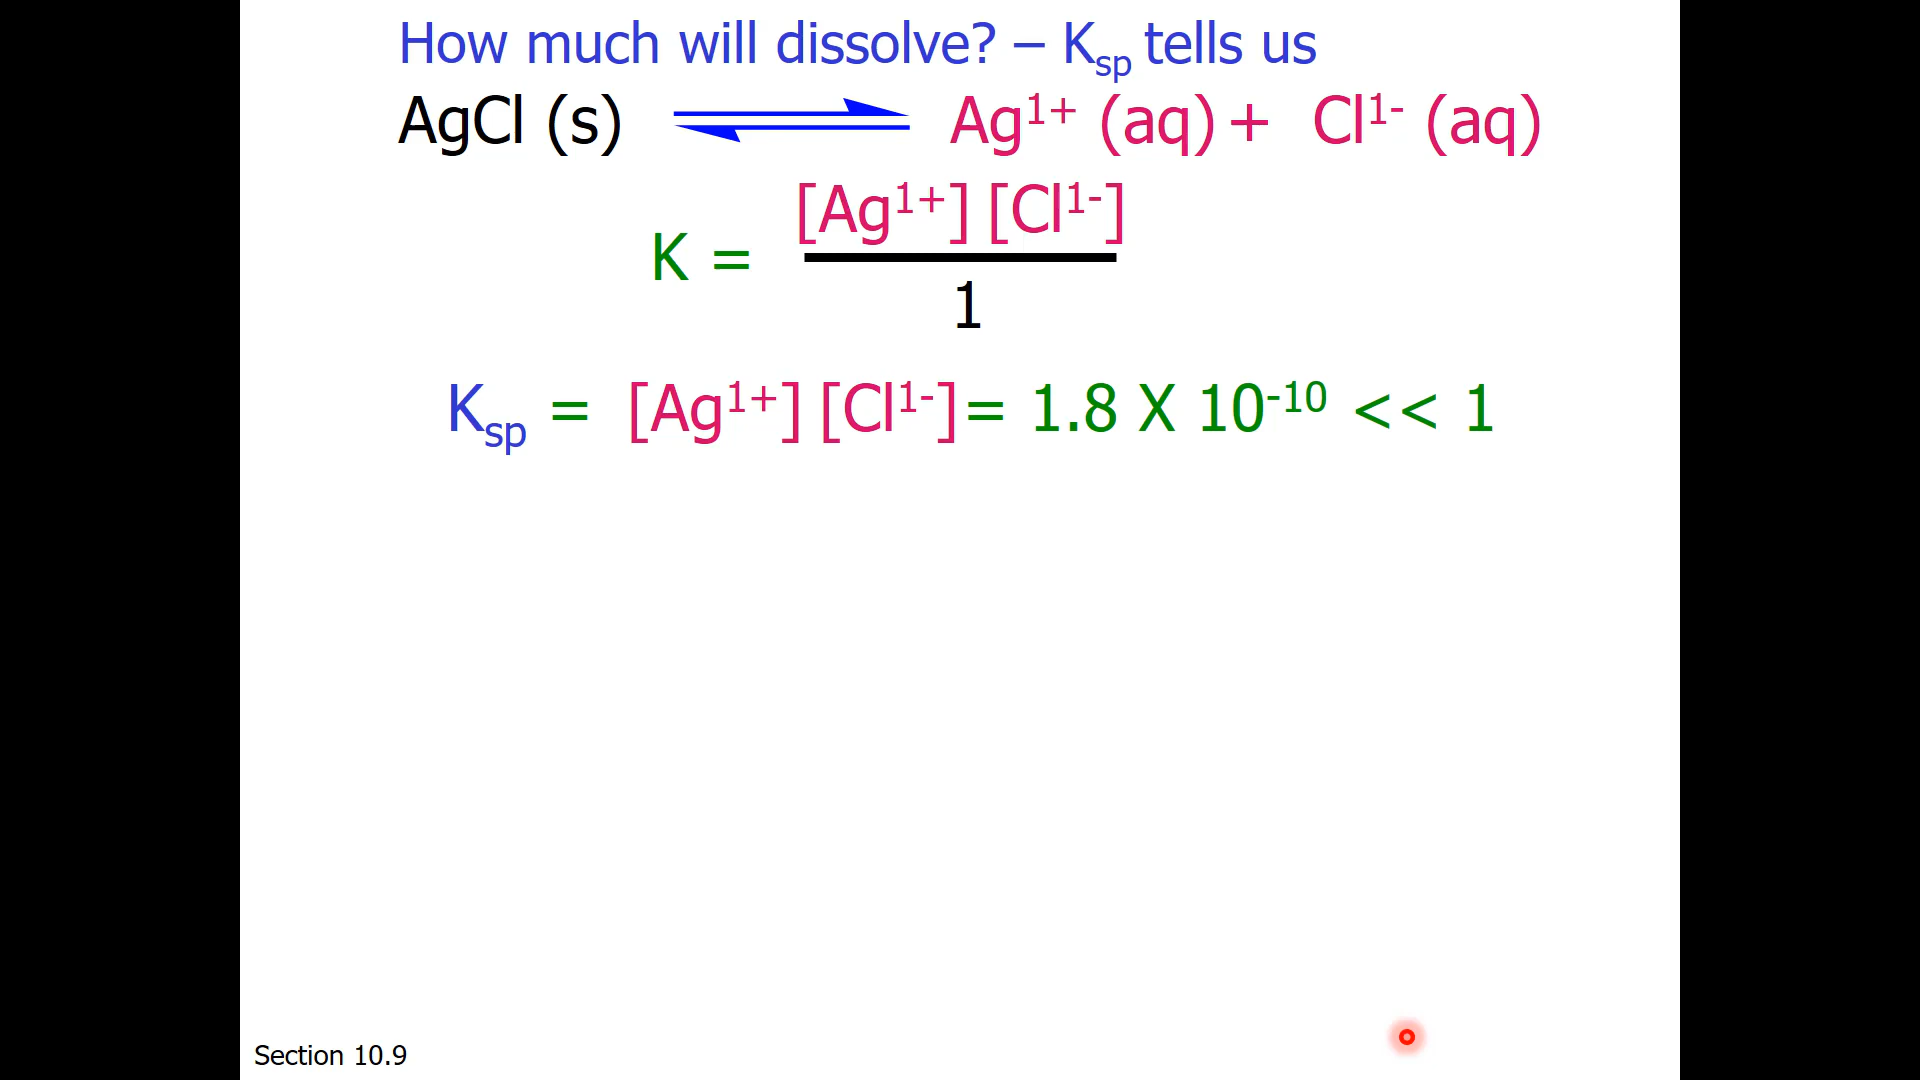 How much will dissolve? – Ksp tells us
AgCl (s) ⇌ Ag¹⁺ (aq) + Cl¹⁻ (aq)
[Ag¹⁺] [Cl¹⁻]
K =
1
Ksp = [Ag¹⁺] [Cl¹⁻] = 1.8 X 10⁻¹⁰ << 1
Section 10.9